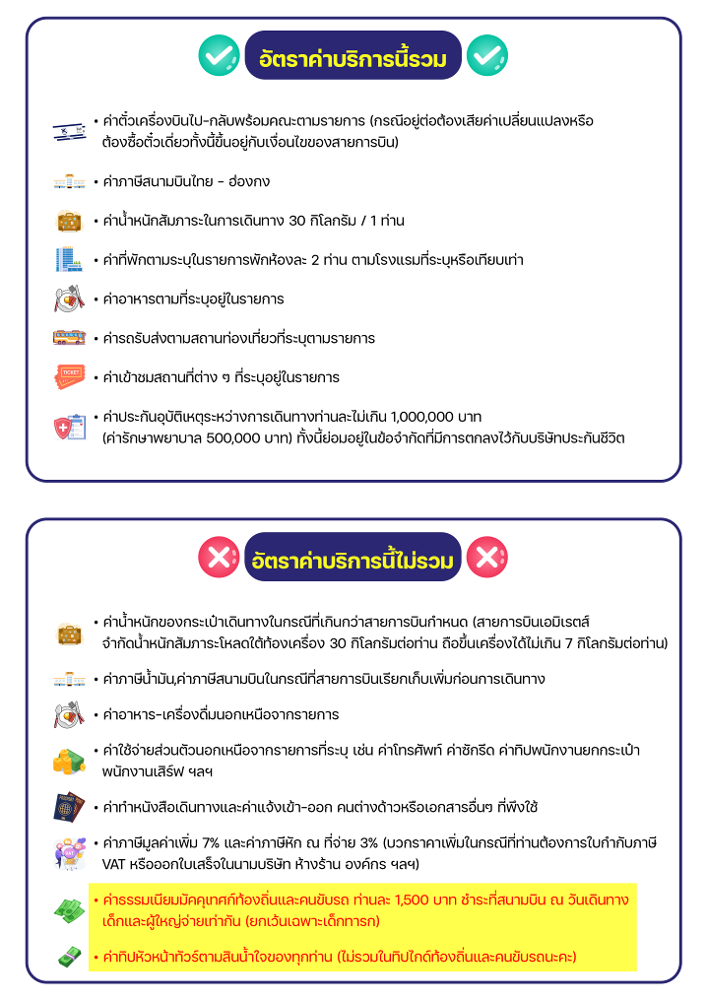 อัตราค่าบริการนี้รวม
• ค่าตั๋วเครื่องบินไป-กลับพร้อมคณะตามรายการ (กรณีอยู่ต่อต้องเสียค่าเปลี่ยนแปลงหรือ
ต้องซื้อตั๋วเดี่ยวทั้งนี้ขึ้นอยู่กับเงื่อนไขของสายการบิน)
• ค่าภาษีสนามบินไทย - ฮ่องกง
• ค่าน้ำหนักสัมภาระในการเดินทาง 30 กิโลกรัม / 1 ท่าน
• ค่าที่พักตามระบุในรายการพักห้องละ 2 ท่าน ตามโรงแรมที่ระบุหรือเทียบเท่า
• ค่าอาหารตามที่ระบุอยู่ในรายการ
• ค่ารถรับส่งตามสถานท่องเที่ยวที่ระบุตามรายการ
TICKET
• ค่าเข้าชมสถานที่ต่าง ๆ ที่ระบุอยู่ในรายการ
• ค่าประกันอุบัติเหตุระหว่างการเดินทางท่านละไม่เกิน 1,000,000 บาท
(ค่ารักษาพยาบาล 500,000 บาท) ทั้งนี้ย่อมอยู่ในข้อจำกัดที่มีการตกลงไว้กับบริษัทประกันชีวิต
อัตราค่าบริการนี้ไม่รวม
• ค่าน้ำหนักของกระเป๋าเดินทางในกรณีที่เกินกว่าสายการบินกำหนด (สายการบินเอมิเรตส์
จำกัดน้ำหนักสัมภาระโหลดใต้ท้องเครื่อง 30 กิโลกรัมต่อท่าน ถือขึ้นเครื่องได้ไม่เกิน 7 กิโลกรัมต่อท่าน)
• ค่าภาษีน้ำมัน,ค่าภาษีสนามบินในกรณีที่สายการบินเรียกเก็บเพิ่มก่อนการเดินทาง
• ค่าอาหาร-เครื่องดื่มนอกเหนือจากรายการ
• ค่าใช้จ่ายส่วนตัวนอกเหนือจากรายการที่ระบุ เช่น ค่าโทรศัพท์ ค่าซักรีด ค่าทิปพนักงานยกกระเป๋า
พนักงานเสิร์ฟ ฯลฯ
• ค่าทำหนังสือเดินทางและค่าแจ้งเข้า-ออก คนต่างด้าวหรือเอกสารอื่นๆ ที่พึงใช้
• ค่าภาษีมูลค่าเพิ่ม 7% และค่าภาษีหัก ณ ที่จ่าย 3% (บวกราคาเพิ่มในกรณีที่ท่านต้องการใบกำกับภาษี
VAT หรือออกใบเสร็จในนามบริษัท ห้างร้าน องค์กร ฯลฯ)
• ค่าธรรมเนียมมัคคุเทศก์ท้องถิ่นและคนขับรถ ท่านละ 1,500 บาท ชำระที่สนามบิน ณ วันเดินทาง
เด็กและผู้ใหญ่จ่ายเท่ากัน (ยกเว้นเฉพาะเด็กทารก)
• ค่าทิปหัวหน้าทัวร์ตามสินน้ำใจของทุกท่าน (ไม่รวมในทิปไกด์ท้องถิ่นและคนขับรถนะคะ)